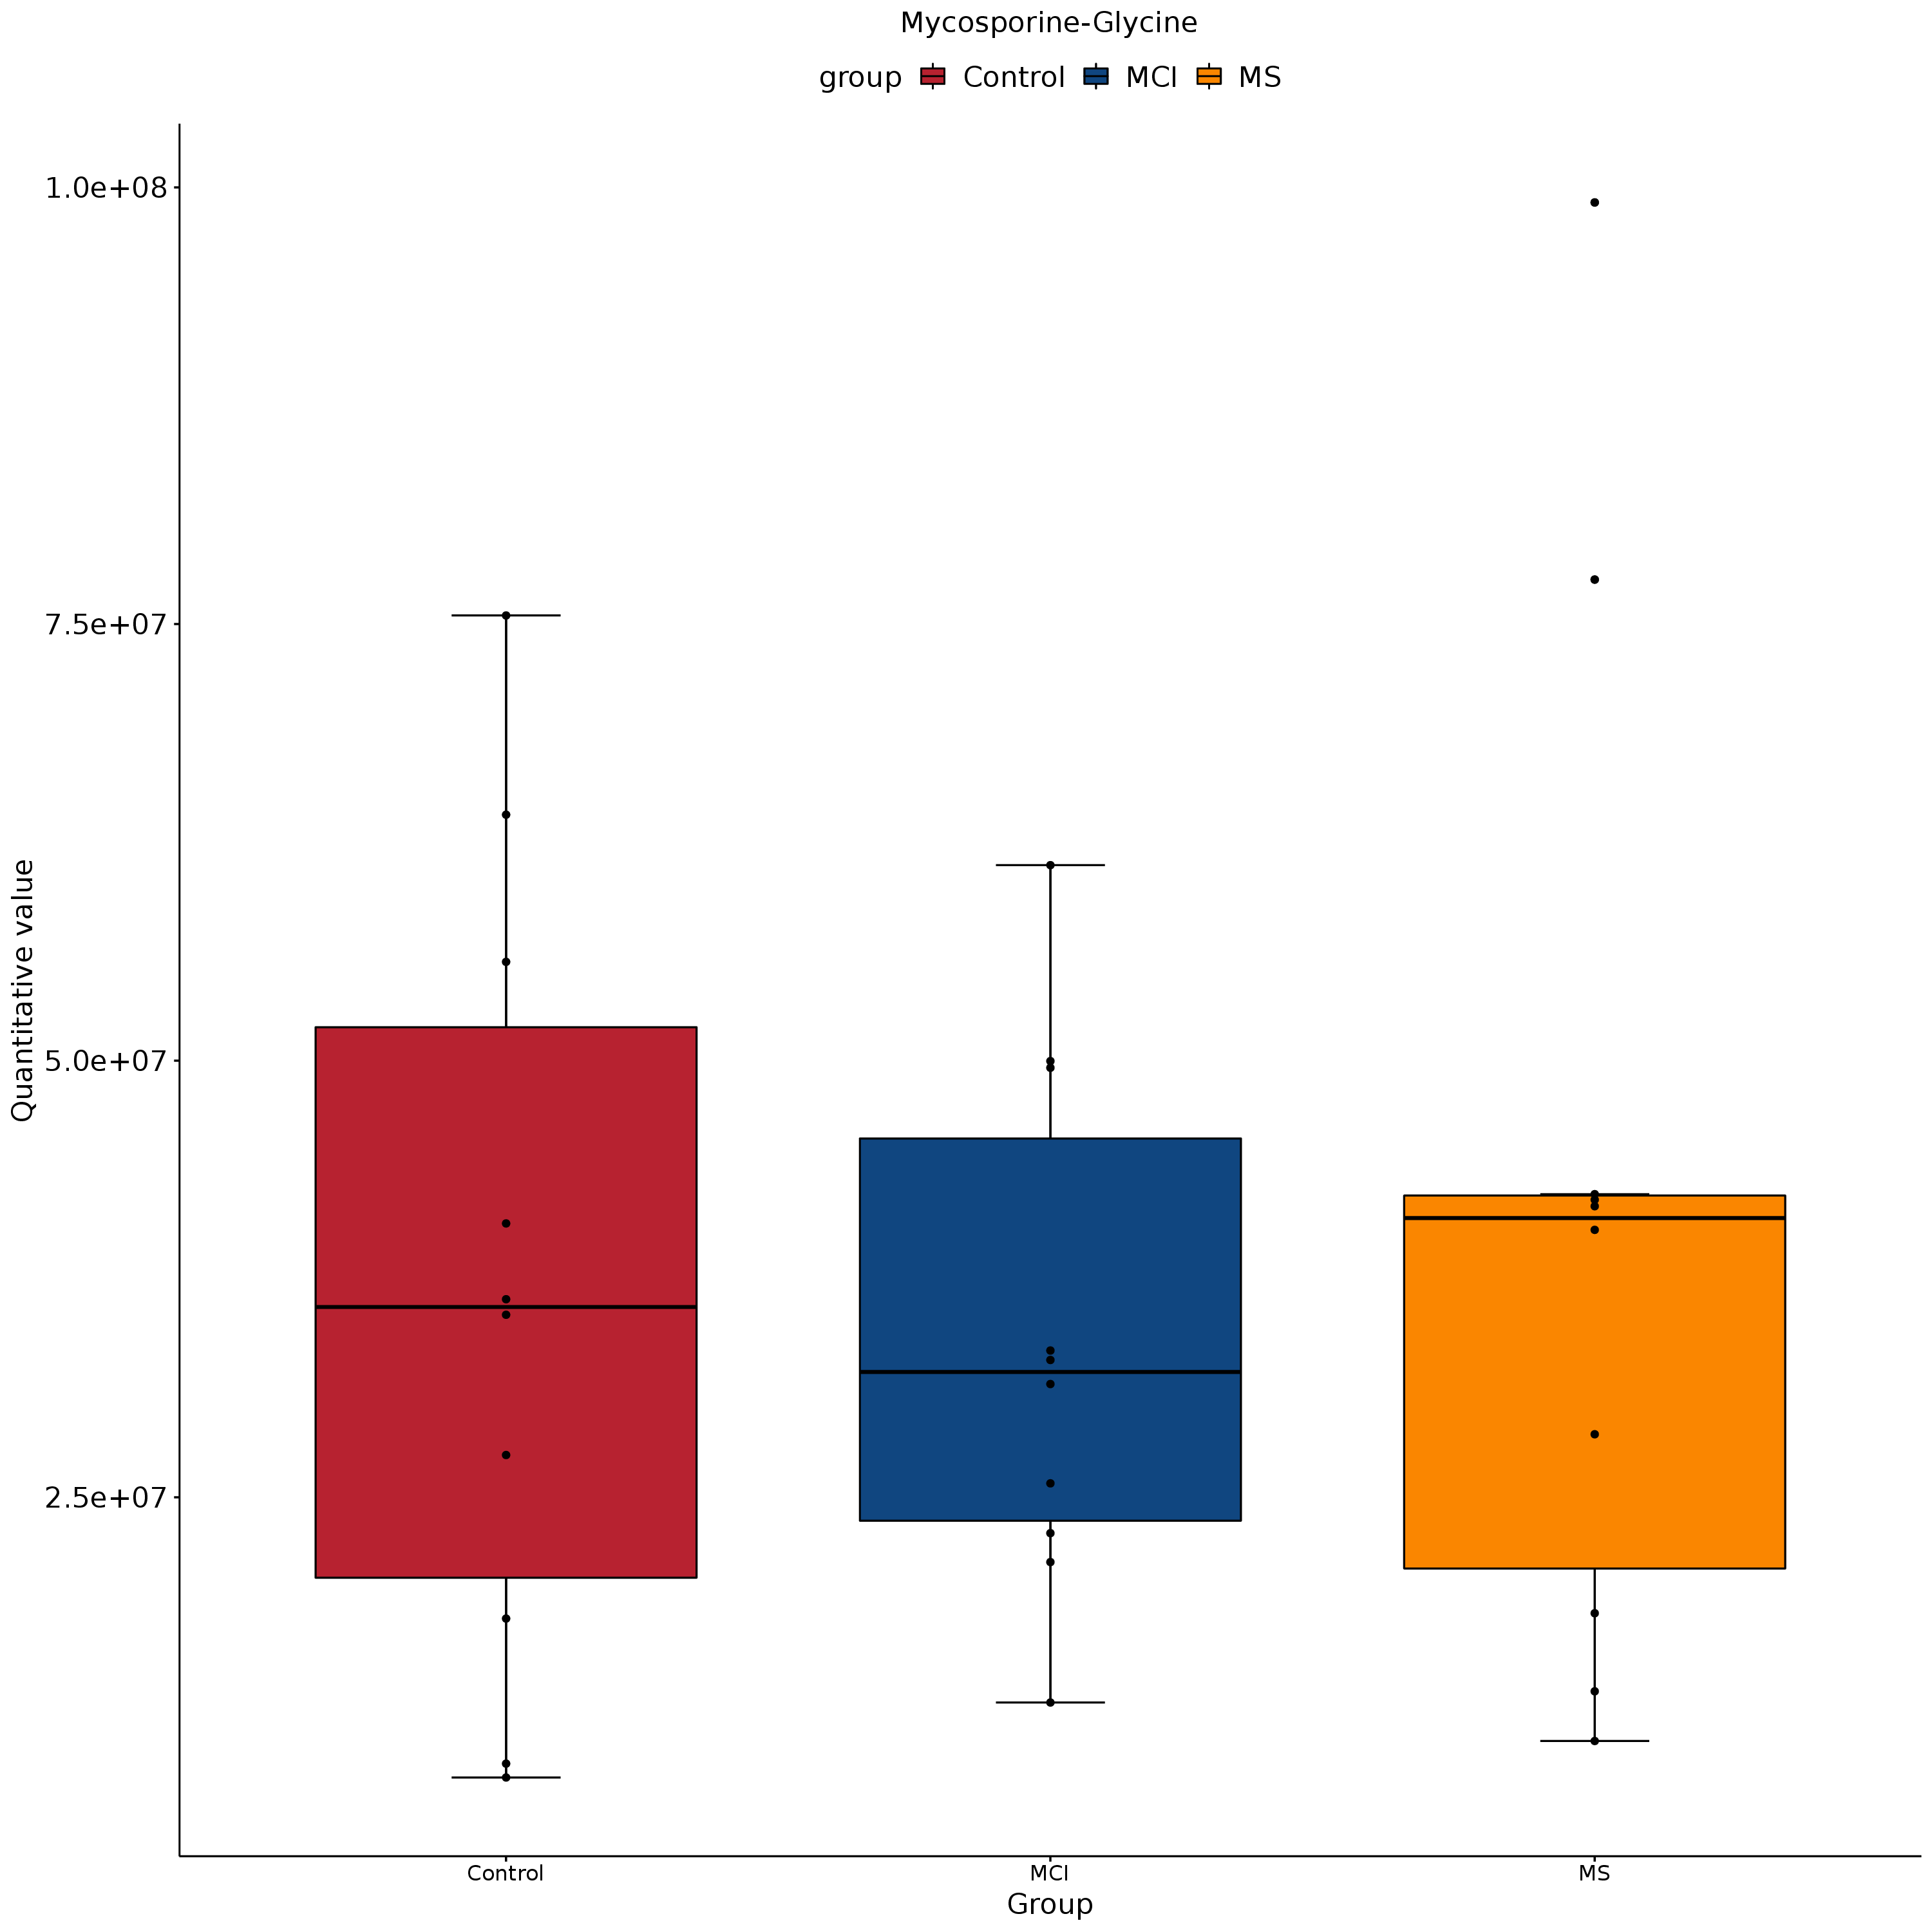 Mycosporine-Glycine
group Control MCI MS
1.0e+08
7.5e+07
5.0e+07
2.5e+07
Quantitative value
Control MCI MS
Group